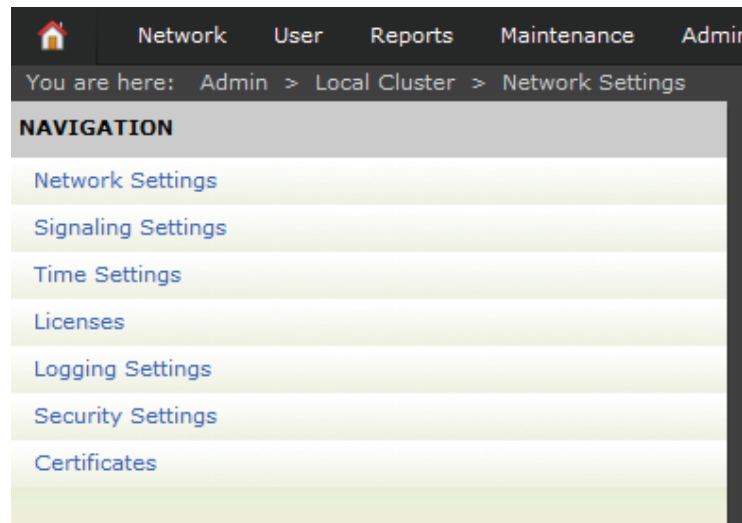 Network User Reports Maintenance Admin
You are here: Admin > Local Cluster > Network Settings
NAVIGATION
Network Settings
Signaling Settings
Time Settings
Licenses
Logging Settings
Security Settings
Certificates